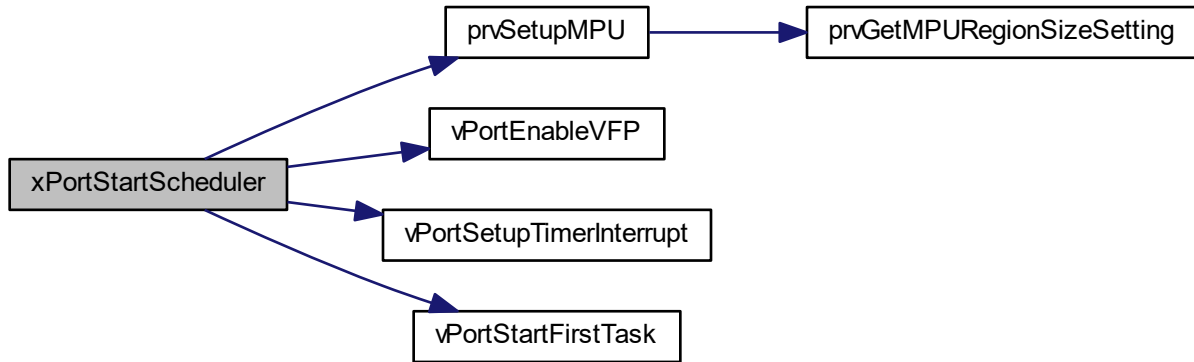 prvSetupMPU
prvGetMPURegionSizeSetting
vPortEnableVFP
xPortStartScheduler
vPortSetupTimerInterrupt
vPortStartFirstTask